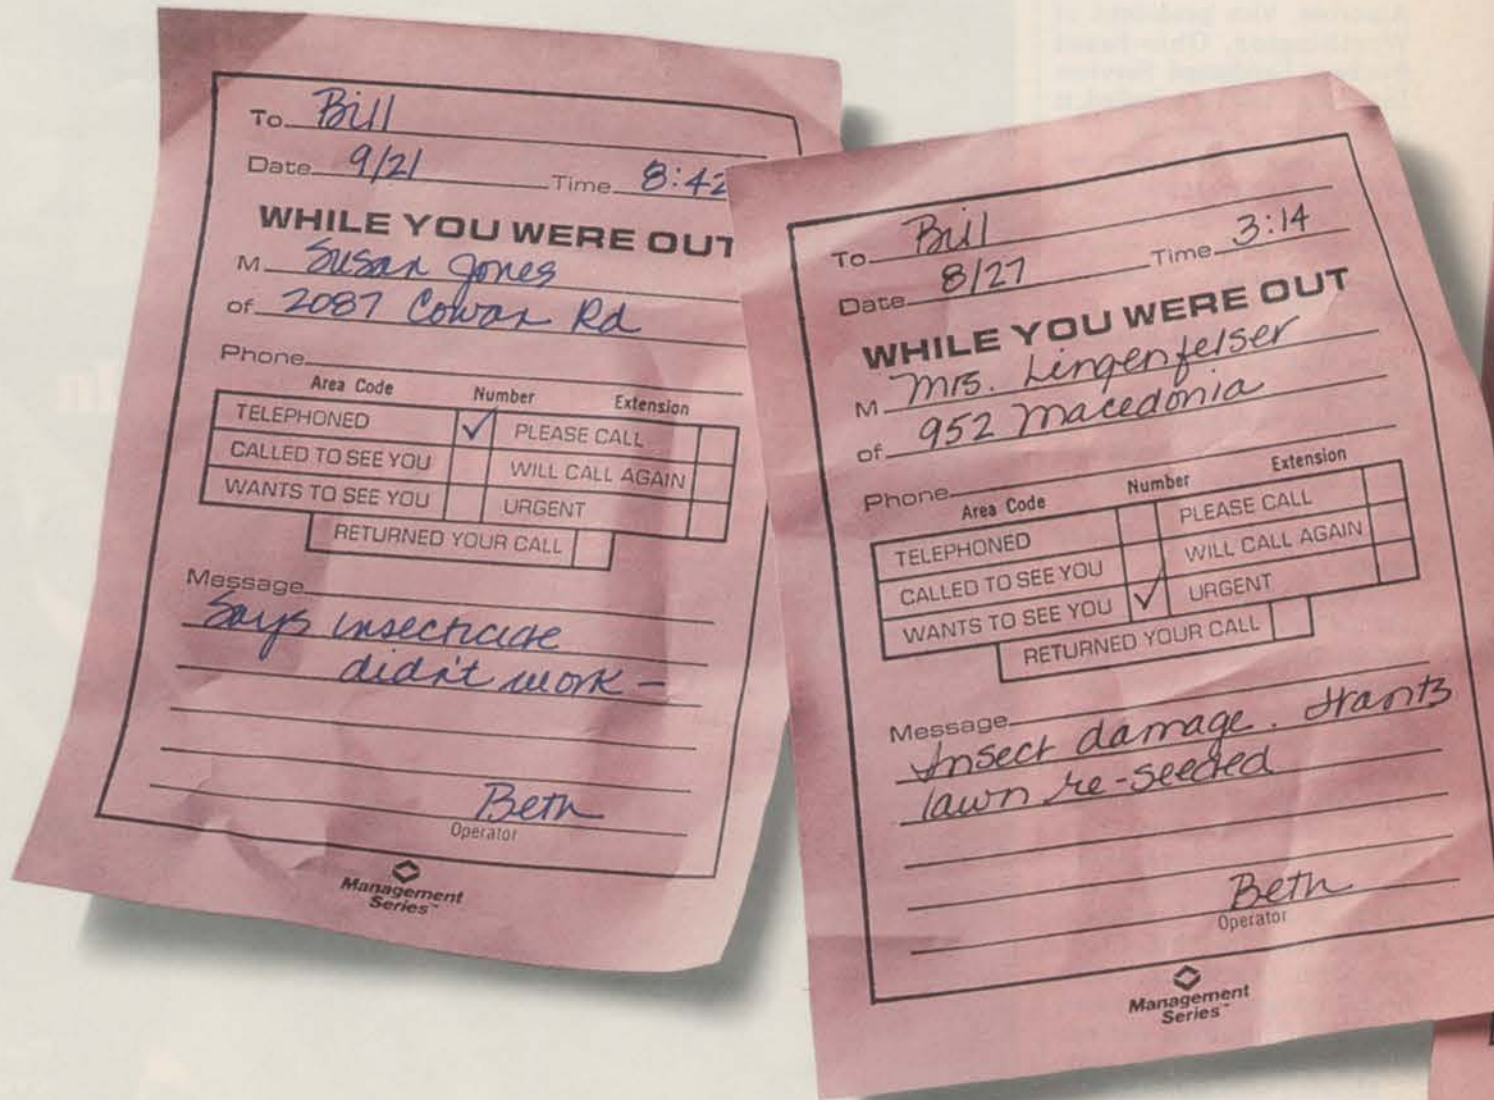 To Bill
Date 9/21 Time 8:42
WHILE YOU WERE OUT
M Susan Jones
of 2087 Cowan Rd
Phone
Area Code Number Extension
TELEPHONED ✓ PLEASE CALL
CALLED TO SEE YOU WILL CALL AGAIN
WANTS TO SEE YOU URGENT
RETURNED YOUR CALL
Message
Says insecticide
didn't work –
Beth
Operator
Management
Series™
To Bill
Date 8/27 Time 3:14
WHILE YOU WERE OUT
M Mrs. Lingenfelser
of 952 Macedonia
Phone
Area Code Number Extension
TELEPHONED PLEASE CALL
CALLED TO SEE YOU WILL CALL AGAIN
WANTS TO SEE YOU ✓ URGENT
RETURNED YOUR CALL
Message
Insect damage. Wants
lawn re-seeded
Beth
Operator
Management
Series™